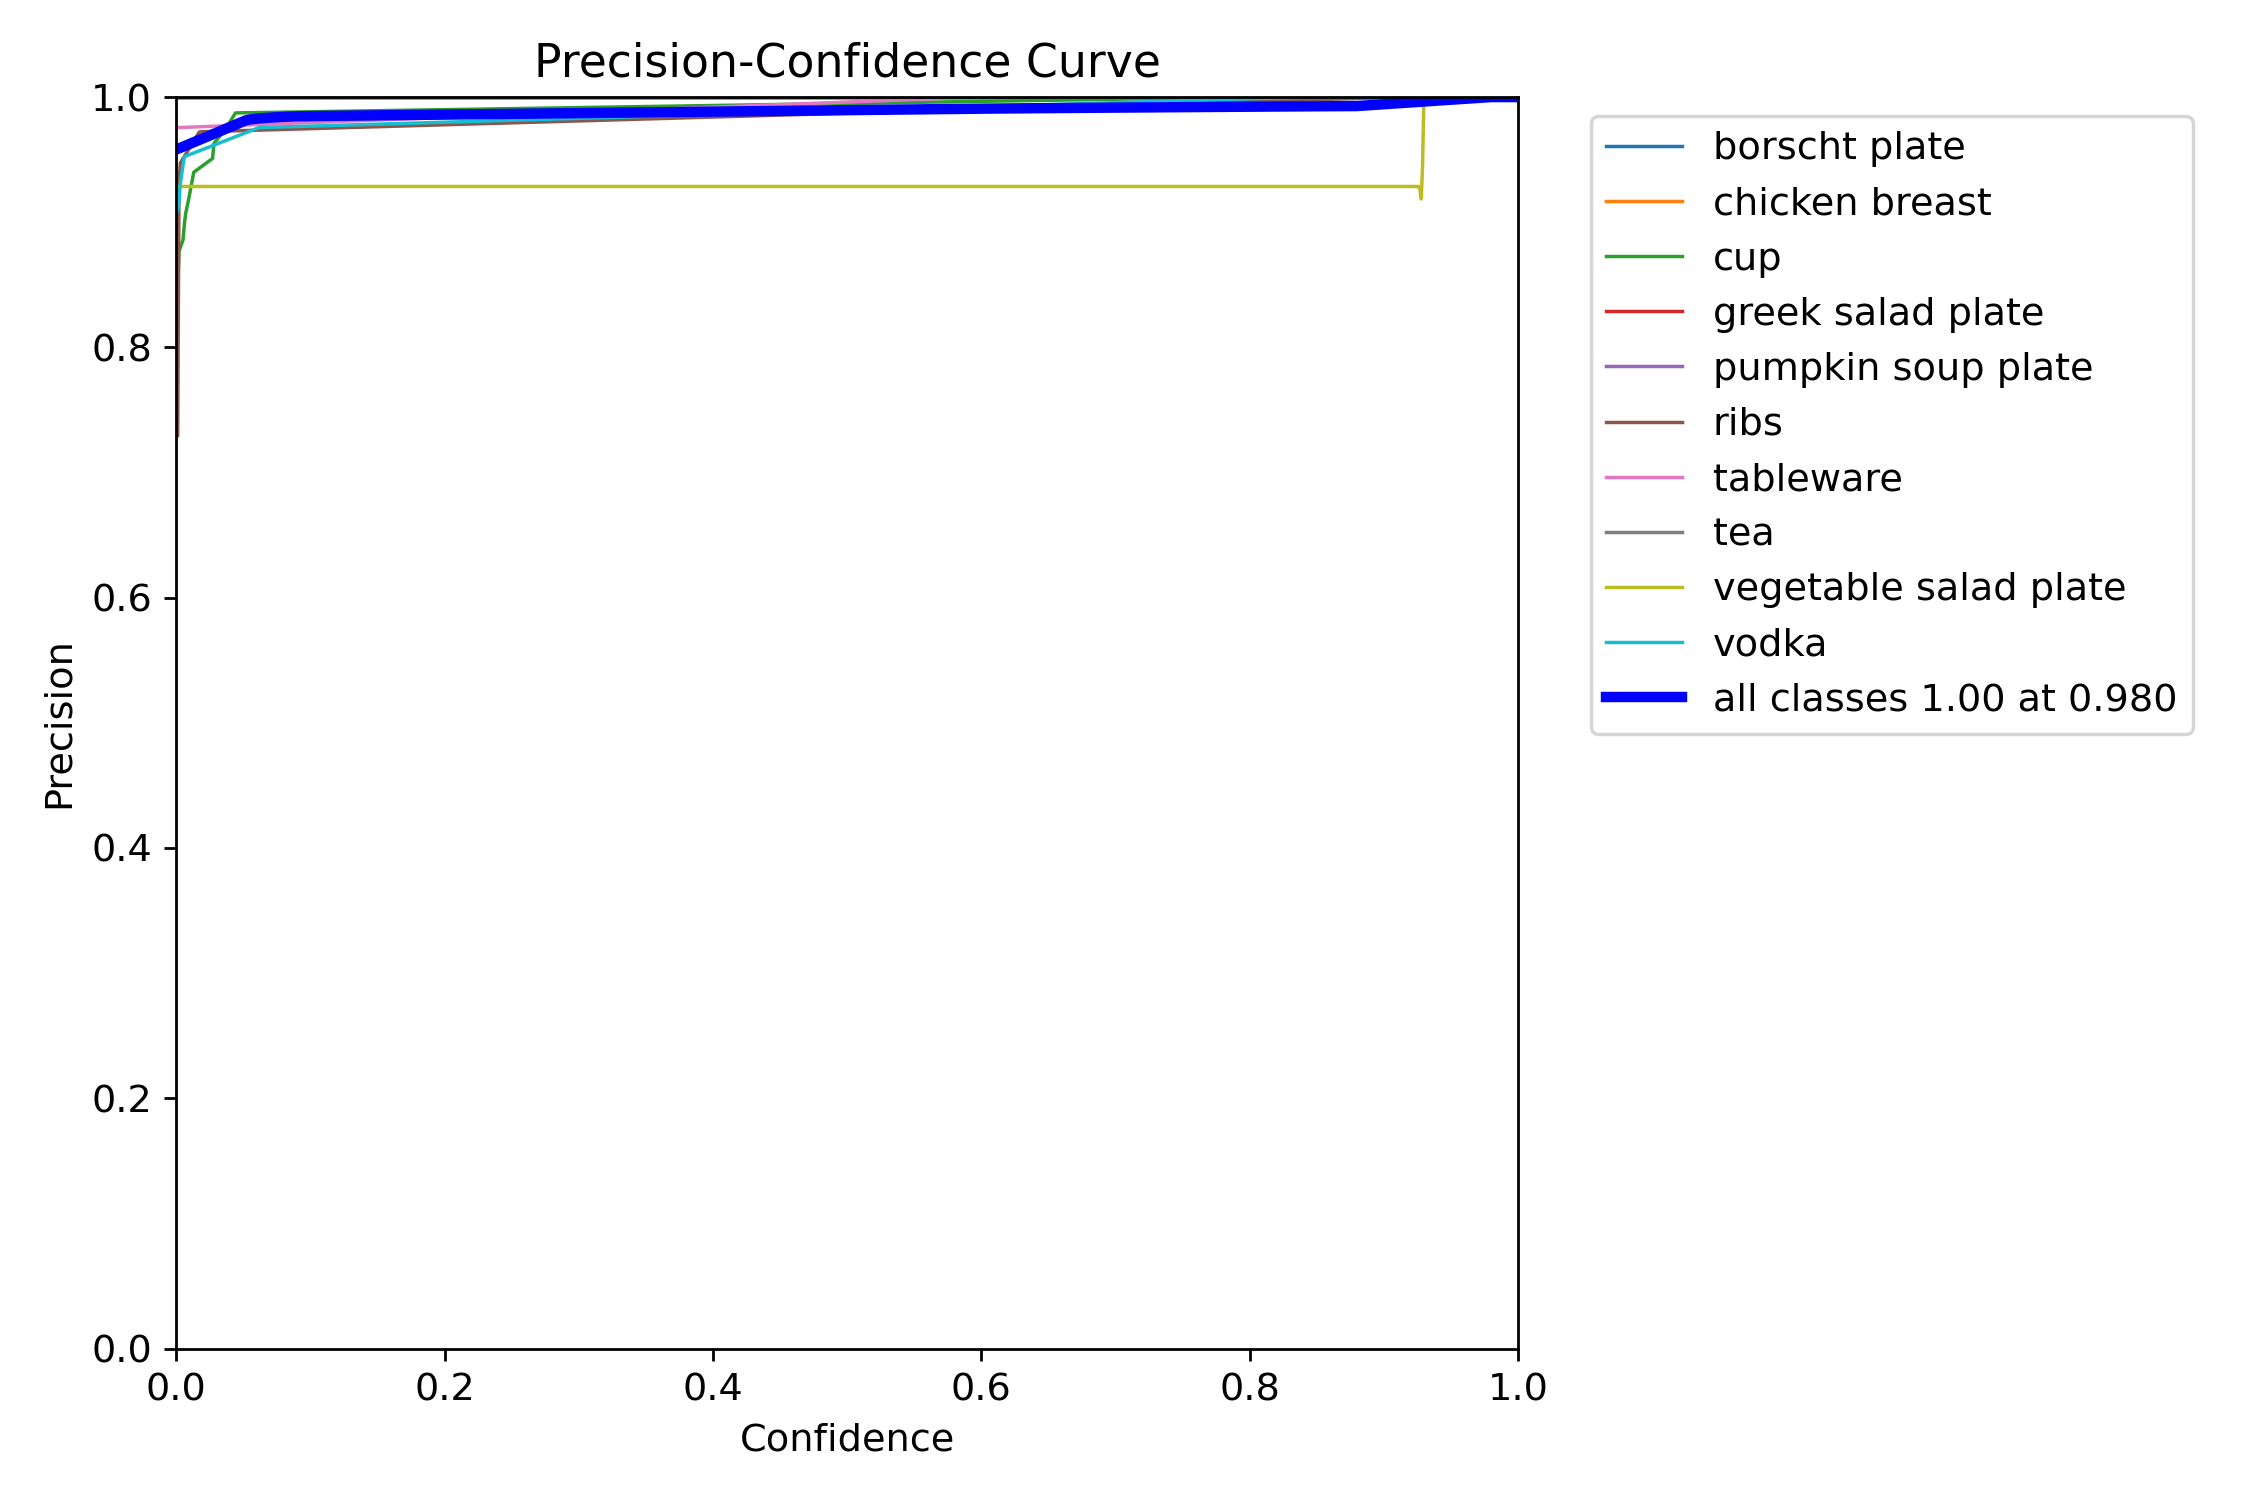 Precision-Confidence Curve
1.0
0.8
0.6
0.4
0.2
0.0
Precision
0.0 0.2 0.4 0.6 0.8 1.0
Confidence
borscht plate
chicken breast
cup
greek salad plate
pumpkin soup plate
ribs
tableware
tea
vegetable salad plate
vodka
all classes 1.00 at 0.980